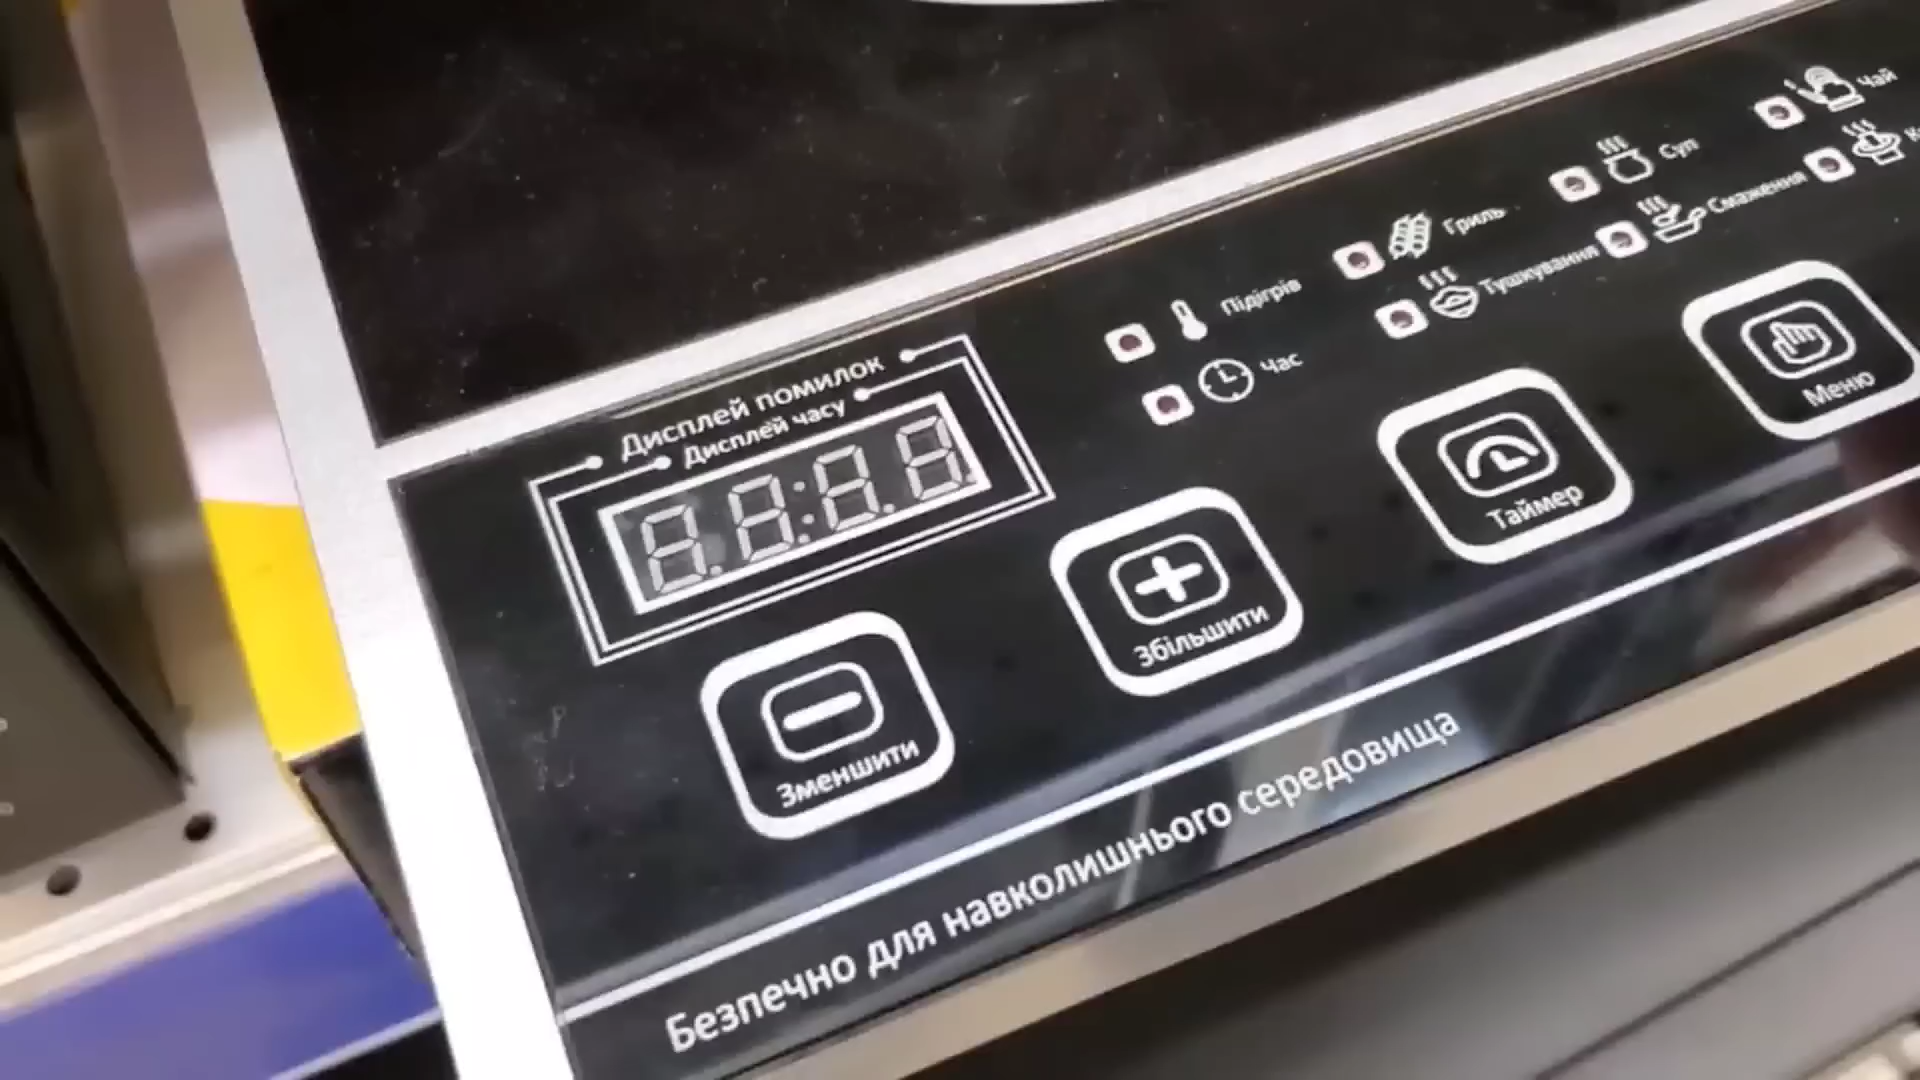 Дисплей помилок
Дисплей часу
Підігрів
Гриль
Суп
Чай
Час
Тушкування
Смаження
Зменшити
Збільшити
Таймер
Меню
Безпечно для навколишнього середовища